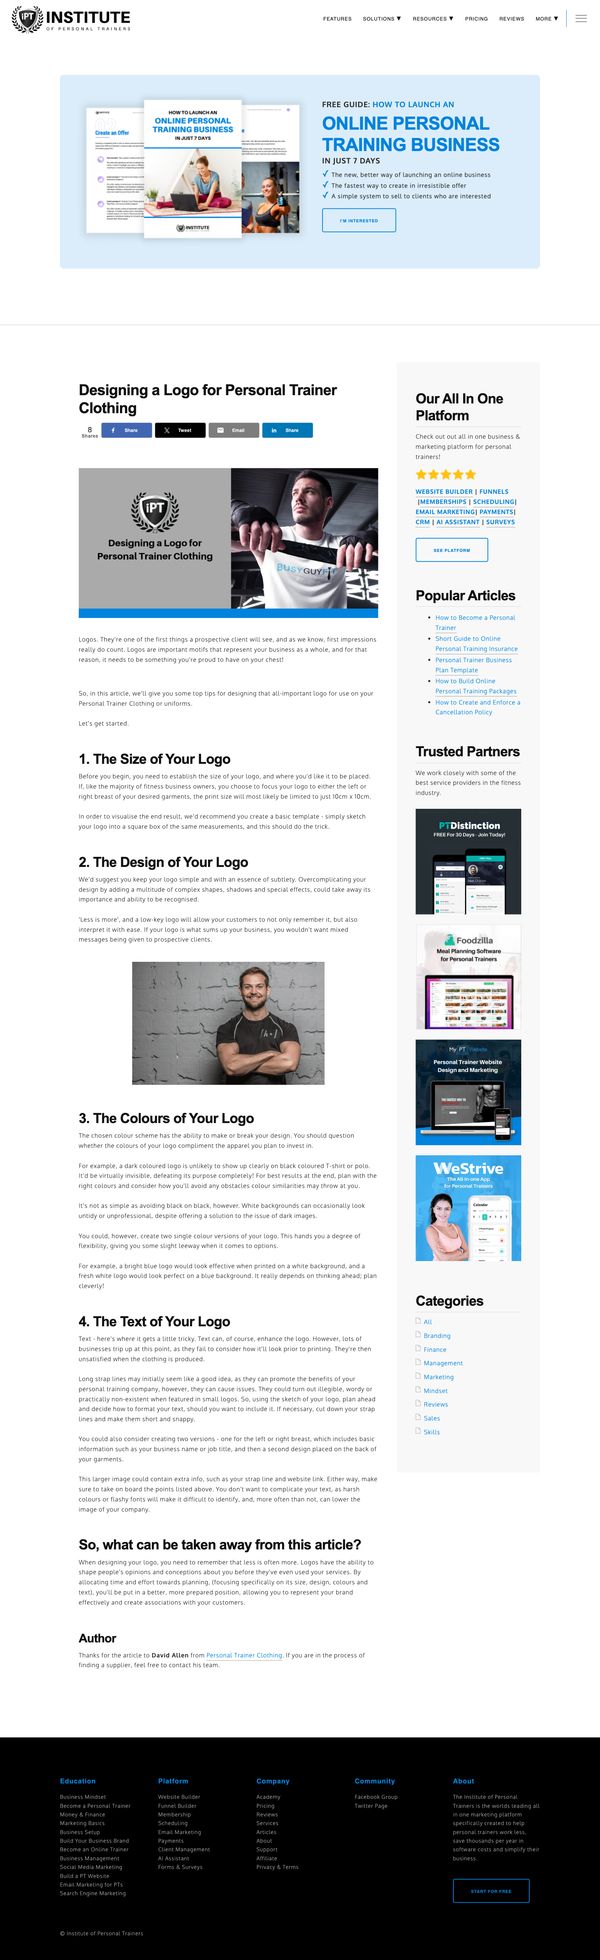 iPT INSTITUTE
OF PERSONAL TRAINERS
FEATURES
SOLUTIONS ▼
RESOURCES ▼
PRICING
REVIEWS
MORE ▼
Create an Offer
HOW TO LAUNCH AN
ONLINE PERSONAL
TRAINING BUSINESS
IN JUST 7 DAYS
INSTITUTE
FREE GUIDE: HOW TO LAUNCH AN
ONLINE PERSONAL
TRAINING BUSINESS
IN JUST 7 DAYS
✓ The new, better way of launching an online business
✓ The fastest way to create in irresistible offer
✓ A simple system to sell to clients who are interested
I'M INTERESTED
Designing a Logo for Personal Trainer
Clothing
8
Shares
Share
Tweet
Email
Share
iPT
Designing a Logo for
Personal Trainer Clothing
BUSYGUYFIT
Logos. They're one of the first things a prospective client will see, and as we know, first impressions
really do count. Logos are important motifs that represent your business as a whole, and for that
reason, it needs to be something you're proud to have on your chest!
So, in this article, we'll give you some top tips for designing that all-important logo for use on your
Personal Trainer Clothing or uniforms.
Let's get started.
1. The Size of Your Logo
Before you begin, you need to establish the size of your logo, and where you'd like it to be placed.
If, like the majority of fitness business owners, you choose to focus your logo to either the left or
right breast of your desired garments, the print size will most likely be limited to just 10cm x 10cm.
In order to visualise the end result, we'd recommend you create a basic template - simply sketch
your logo into a square box of the same measurements, and this should do the trick.
2. The Design of Your Logo
We'd suggest you keep your logo simple and with an essence of subtlety. Overcomplicating your
design by adding a multitude of complex shapes, shadows and special effects, could take away its
importance and ability to be recognised.
'Less is more', and a low-key logo will allow your customers to not only remember it, but also
interpret it with ease. If your logo is what sums up your business, you wouldn't want mixed
messages being given to prospective clients.
3. The Colours of Your Logo
The chosen colour scheme has the ability to make or break your design. You should question
whether the colours of your logo compliment the apparel you plan to invest in.
For example, a dark coloured logo is unlikely to show up clearly on black coloured T-shirt or polo.
It'd be virtually invisible, defeating its purpose completely! For best results at the end, plan with the
right colours and consider how you'll avoid any obstacles colour similarities may throw at you.
It's not as simple as avoiding black on black, however. White backgrounds can occasionally look
untidy or unprofessional, despite offering a solution to the issue of dark images.
You could, however, create two single colour versions of your logo. This hands you a degree of
flexibility, giving you some slight leeway when it comes to options.
For example, a bright blue logo would look effective when printed on a white background, and a
fresh white logo would look perfect on a blue background. It really depends on thinking ahead; plan
cleverly!
4. The Text of Your Logo
Text - here's where it gets a little tricky. Text can, of course, enhance the logo. However, lots of
businesses trip up at this point, as they fail to consider how it'll look prior to printing. They're then
unsatisfied when the clothing is produced.
Long strap lines may initially seem like a good idea, as they can promote the benefits of your
personal training company, however, they can cause issues. They could turn out illegible, wordy or
practically non-existent when featured in small logos. So, using the sketch of your logo, plan ahead
and decide how to format your text, should you want to include it. If necessary, cut down your strap
lines and make them short and snappy.
You could also consider creating two versions - one for the left or right breast, which includes basic
information such as your business name or job title, and then a second design placed on the back of
your garments.
This larger image could contain extra info, such as your strap line and website link. Either way, make
sure to take on board the points listed above. You don't want to complicate your text, as harsh
colours or flashy fonts will make it difficult to identify, and, more often than not, can lower the
image of your company.
So, what can be taken away from this article?
When designing your logo, you need to remember that less is often more. Logos have the ability to
shape people's opinions and conceptions about you before they've even used your services. By
allocating time and effort towards planning, (focusing specifically on its size, design, colours and
text), you'll be put in a better, more prepared position, allowing you to represent your brand
effectively and create associations with your customers.
Author
Thanks for the article to David Allen from Personal Trainer Clothing. If you are in the process of
finding a supplier, feel free to contact his team.
Our All In One
Platform
Check out out all in one business &
marketing platform for personal
trainers!
WEBSITE BUILDER | FUNNELS
|MEMBERSHIPS | SCHEDULING|
EMAIL MARKETING| PAYMENTS|
CRM | AI ASSISTANT | SURVEYS
SEE PLATFORM
Popular Articles
How to Become a Personal
Trainer
Short Guide to Online
Personal Training Insurance
Personal Trainer Business
Plan Template
How to Build Online
Personal Training Packages
How to Create and Enforce a
Cancellation Policy
Trusted Partners
We work closely with some of the
best service providers in the fitness
industry.
PTDistinction
FREE For 30 Days - Join Today!
Foodzilla
Meal Planning Software
for Personal Trainers
My PT Website
Personal Trainer Website
Design and Marketing
WeStrive
The All-in-one App
for Personal Trainers
Calendar
Categories
All
Branding
Finance
Management
Marketing
Mindset
Reviews
Sales
Skills
Education
Business Mindset
Become a Personal Trainer
Money & Finance
Marketing Basics
Business Setup
Build Your Business Brand
Become an Online Trainer
Business Management
Social Media Marketing
Build a PT Website
Email Marketing for PTs
Search Engine Marketing
Platform
Website Builder
Funnel Builder
Membership
Scheduling
Email Marketing
Payments
Client Management
AI Assistant
Forms & Surveys
Company
Academy
Pricing
Reviews
Services
Articles
About
Support
Affiliate
Privacy & Terms
Community
Facebook Group
Twitter Page
About
The Institute of Personal
Trainers is the worlds leading all
in one marketing platform
specifically created to help
personal trainers work less,
save thousands per year in
software costs and simplify their
business.
START FOR FREE
© Institute of Personal Trainers